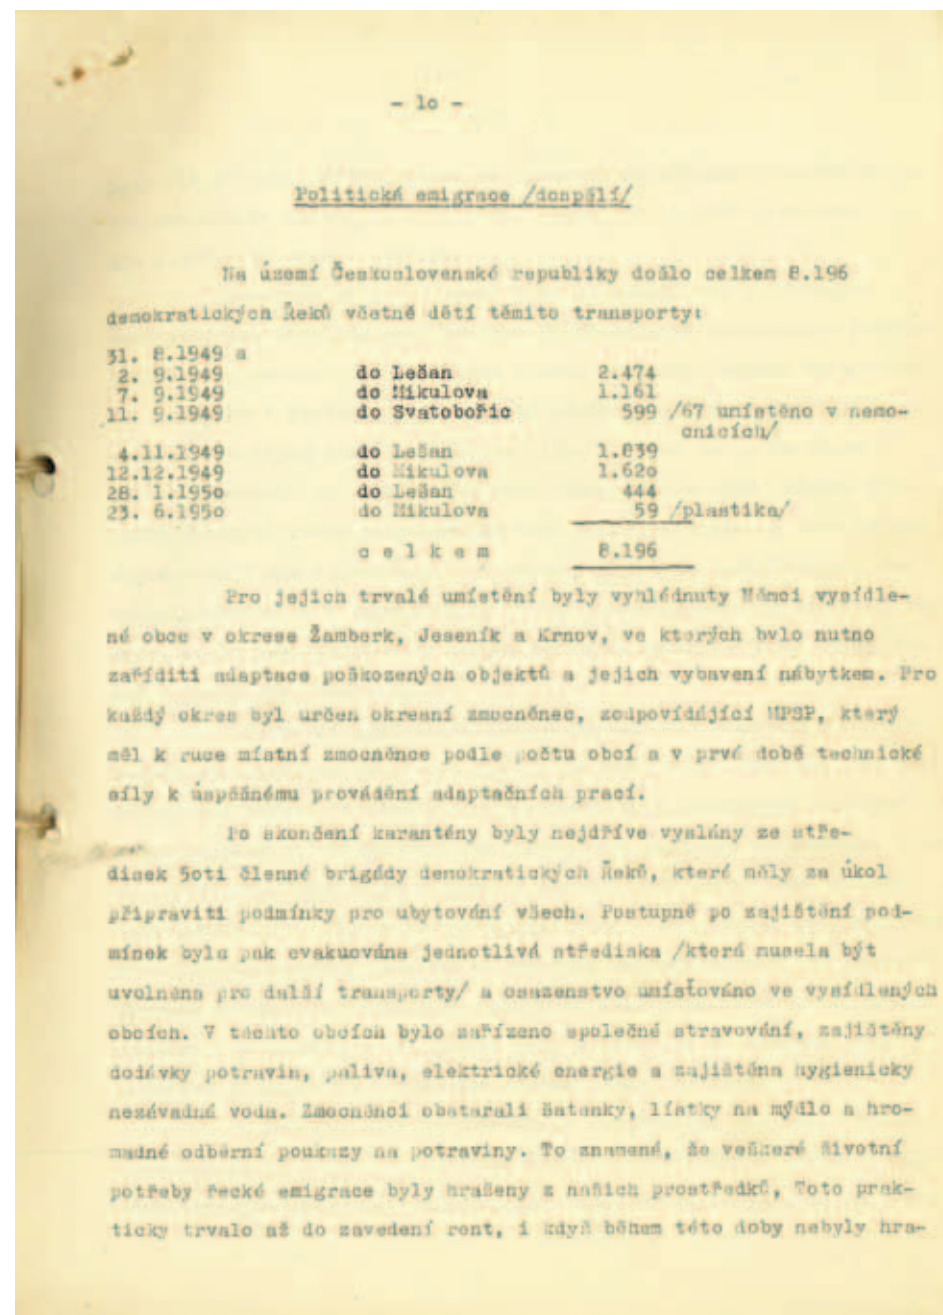 - lo -
Politická emigrace /dospělí/
Na území Československé republiky došlo celkem 8.196
demokratických Řeků včetně dětí těmito transporty:
31. 8.1949 a
2. 9.1949 do Lešan 2.474
7. 9.1949 do Mikulova 1.161
11. 9.1949 do Svatobořic 599 /67 umístěno v nemo-
cnicích/
4.11.1949 do Lešan 1.839
12.12.1949 do Mikulova 1.62o
28. 1.195o do Lešan 444
23. 6.195o do Mikulova 59 /plastika/
c e l k e m 8.196
Pro jejich trvalé umístění byly vyhlédnuty Němci vysídle-
né obce v okrese Žamberk, Jeseník a Krnov, ve kterých bylo nutno
zaříditi adaptace poškozených objektů a jejich vybavení nábytkem. Pro
každý okres byl určen okresní zmocněnec, zodpovídající MPSP, který
měl k ruce místní zmocněnce podle počtu obcí a v prvé době technické
síly k úspěšnému provádění adaptačních prací.
Po skončení karantény byly nejdříve vyslány ze stře-
disek 5oti členné brigády demokratických Řeků, které měly za úkol
připraviti podmínky pro ubytování všech. Postupně po zajištění pod-
mínek byla pak evakuována jednotlivá střediska /která musela být
uvolněna pro další transporty/ a osazenstvo umísťováno ve vysídlených
obcích. V těchto obcích bylo zařízeno společné stravování, zajištěny
dodávky potravin, paliva, elektrické energie a zajištěna hygienicky
nezávadná voda. Zmocněnci obstarali šatenky, lístky na mýdlo a hro-
madné odběrní poukazy na potraviny. To znamená, že veškeré životní
potřeby řecké emigrace byly hrazeny z našich prostředků, Toto prak-
ticky trvalo až do zavedení rent, i když během této doby nebyly hra-